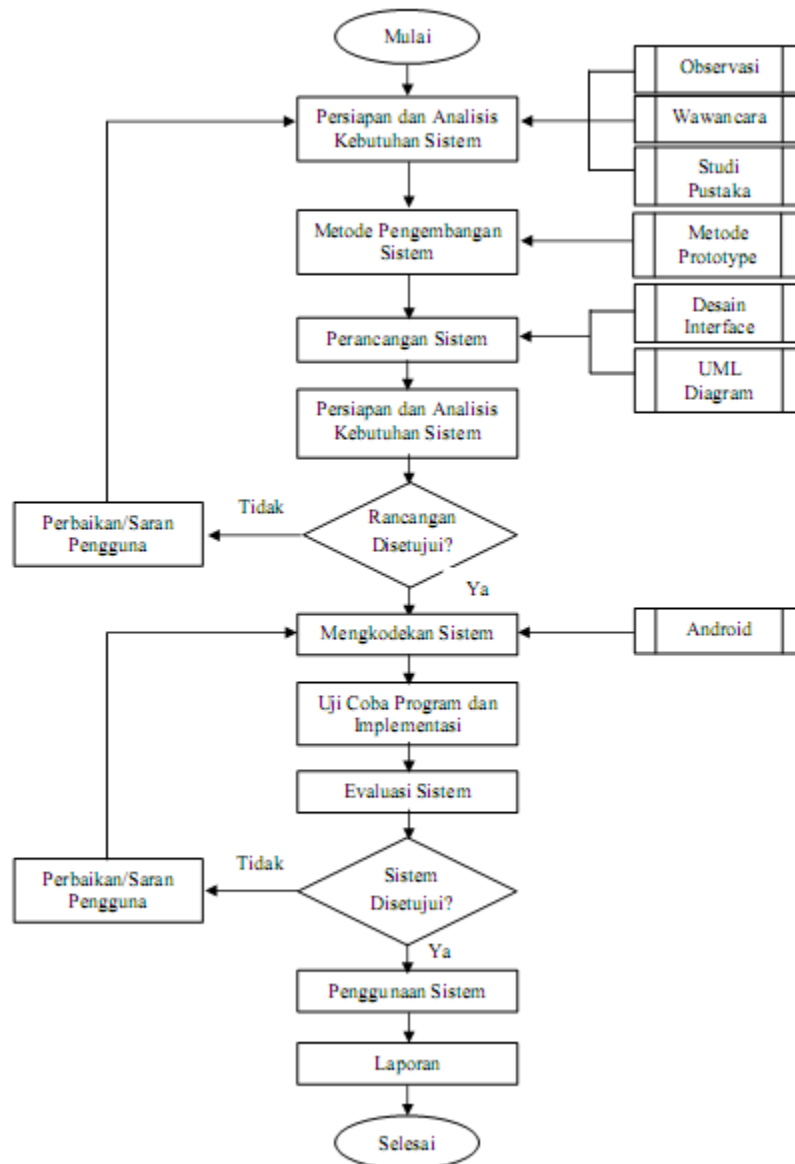 Mulai
Persiapan dan Analisis
Kebutuhan Sistem
Observasi
Wawancara
Studi
Pustaka
Metode Pengembangan
Sistem
Metode
Prototype
Perancangan Sistem
Desain
Interface
UML
Diagram
Persiapan dan Analisis
Kebutuhan Sistem
Rancangan
Disetujui?
Tidak
Perbaikan/Saran
Pengguna
Ya
Mengkodekan Sistem
Android
Uji Coba Program dan
Implementasi
Evaluasi Sistem
Sistem
Disetujui?
Tidak
Perbaikan/Saran
Pengguna
Ya
Penggunaan Sistem
Laporan
Selesai